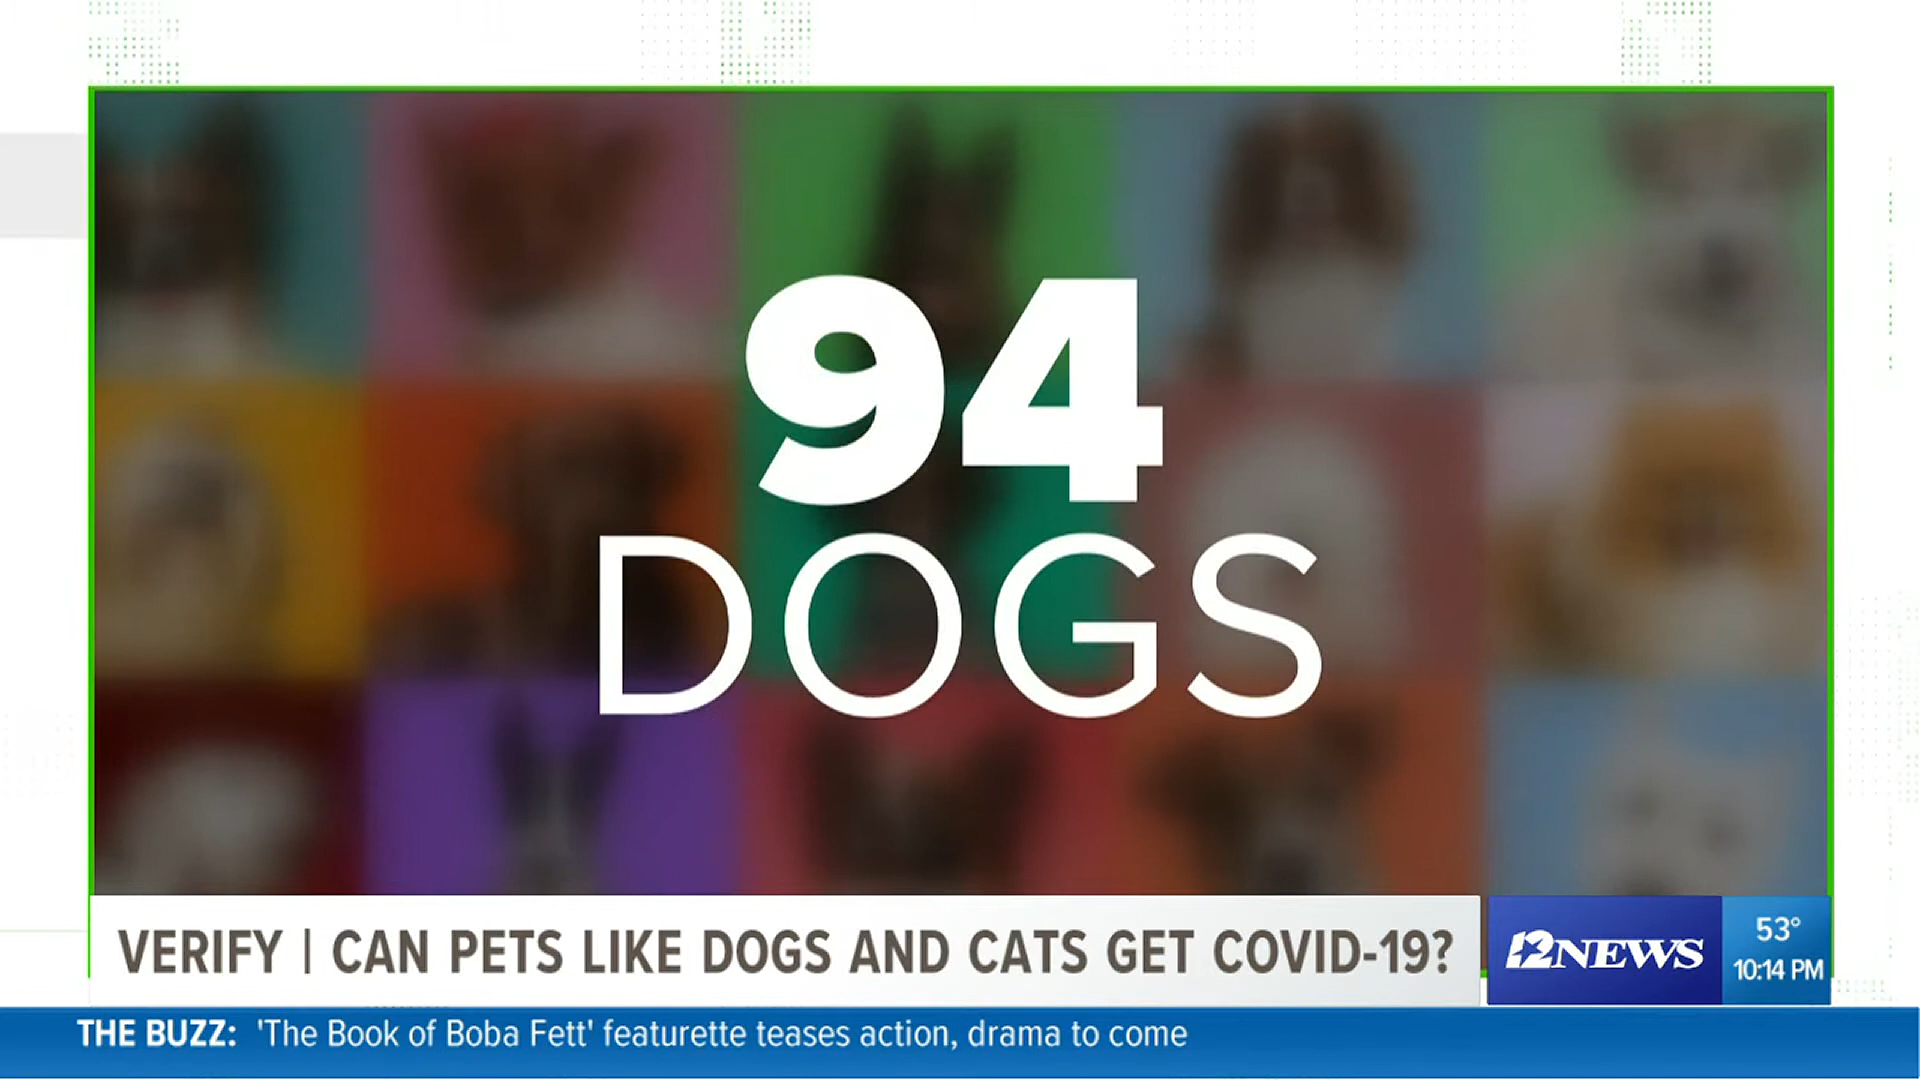 94
DOGS
VERIFY | CAN PETS LIKE DOGS AND CATS GET COVID-19?
12NEWS
53°
10:14 PM
THE BUZZ: 'The Book of Boba Fett' featurette teases action, drama to come